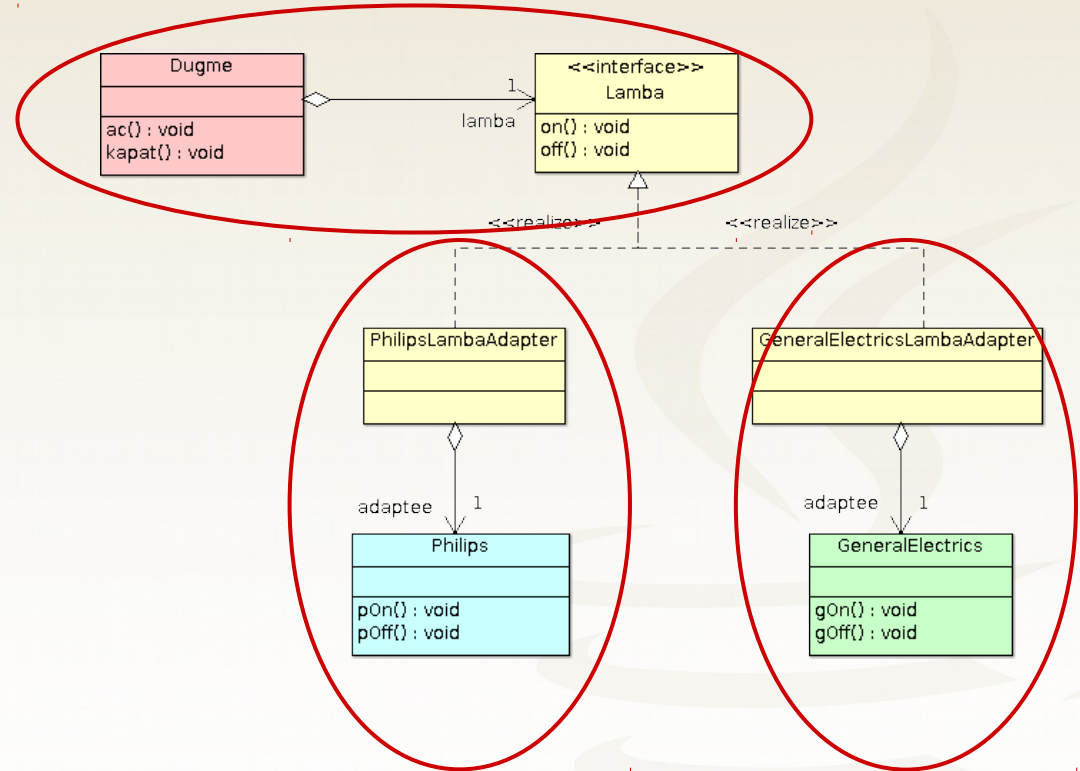 Dugme
ac() : void
kapat() : void
1
lamba
<<interface>>
Lamba
on() : void
off() : void
<<realize>>
<<realize>>
PhilipsLambaAdapter
adaptee
1
Philips
pOn() : void
pOff() : void
GeneralElectricsLambaAdapter
adaptee
1
GeneralElectrics
gOn() : void
gOff() : void